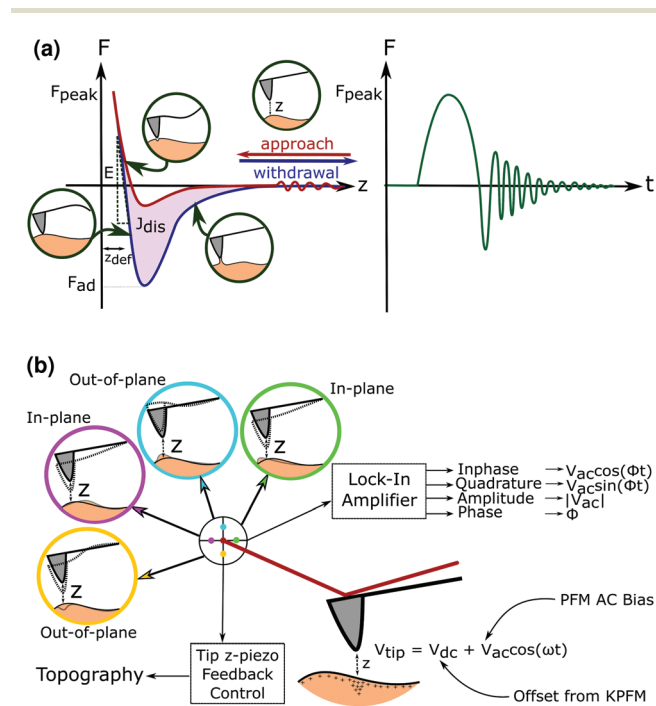 (a)
F
F
Fpeak
Fpeak
z
approach
withdrawal
z
t
E
Jdis
zdef
Fad
(b)
Out-of-plane
In-plane
In-plane
z
z
z
Lock-In
Amplifier
Inphase
Vaccos(Φt)
Quadrature
Vacsin(Φt)
Amplitude
|Vac|
Phase
Φ
z
Out-of-plane
PFM AC Bias
Vtip = Vdc + Vaccos(ωt)
z
Tip z-piezo
Feedback
Control
Topography
Offset from KPFM